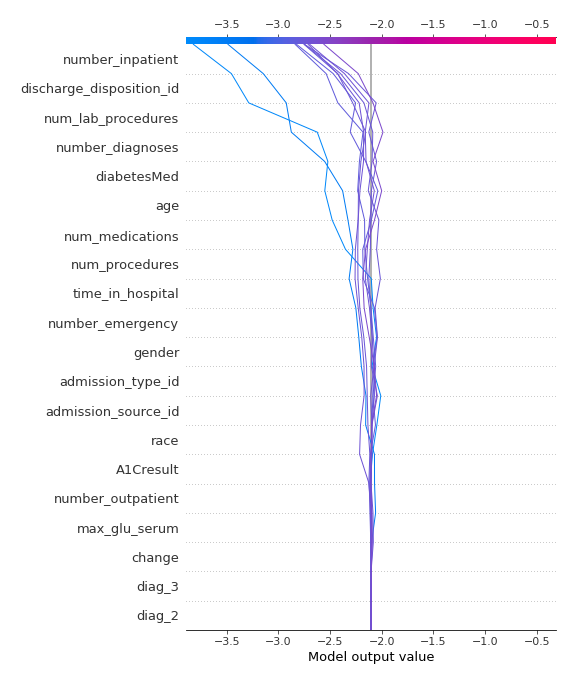 −3.5 −3.0 −2.5 −2.0 −1.5 −1.0 −0.5
number_inpatient
discharge_disposition_id
num_lab_procedures
number_diagnoses
diabetesMed
age
num_medications
num_procedures
time_in_hospital
number_emergency
gender
admission_type_id
admission_source_id
race
A1Cresult
number_outpatient
max_glu_serum
change
diag_3
diag_2
−3.5 −3.0 −2.5 −2.0 −1.5 −1.0 −0.5
Model output value